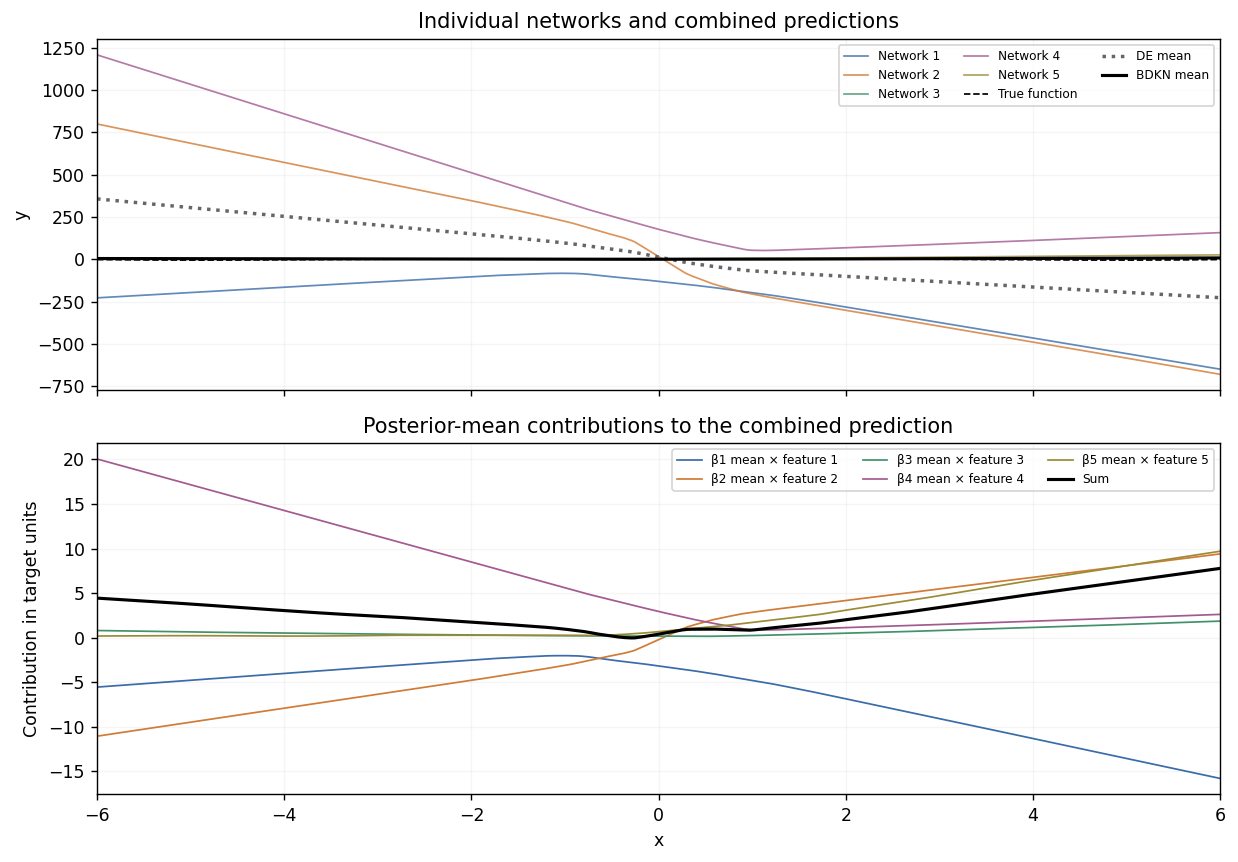 Individual networks and combined predictions
1250
1000
750
500
250
0
−250
−500
−750
y
Network 1
Network 2
Network 3
Network 4
Network 5
True function
DE mean
BDKN mean
Posterior-mean contributions to the combined prediction
20
15
10
5
0
−5
−10
−15
Contribution in target units
β1 mean × feature 1
β2 mean × feature 2
β3 mean × feature 3
β4 mean × feature 4
β5 mean × feature 5
Sum
−6
−4
−2
0
2
4
6
x